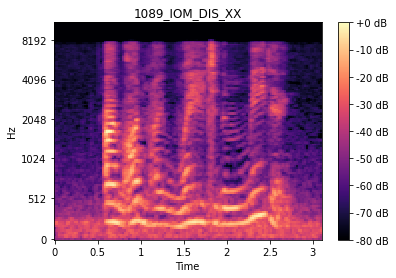 1089_IOM_DIS_XX
Hz
8192
4096
2048
1024
512
0
0 0.5 1 1.5 2 2.5 3
Time
+0 dB
-10 dB
-20 dB
-30 dB
-40 dB
-50 dB
-60 dB
-70 dB
-80 dB